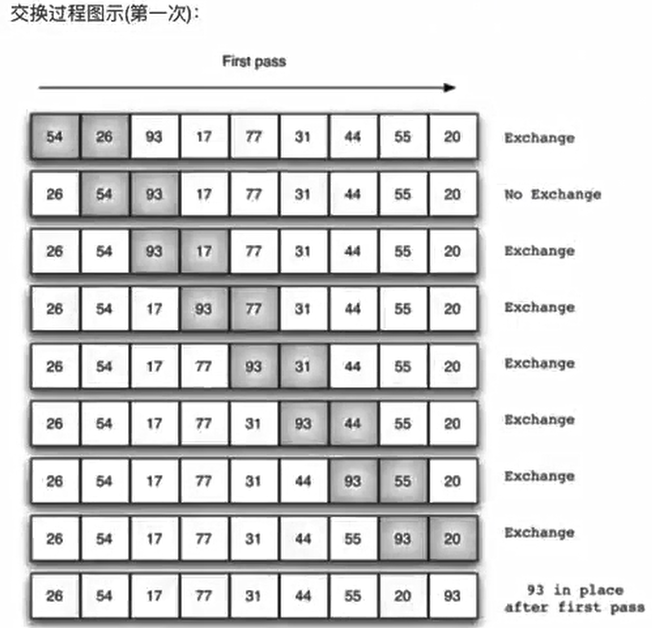 交换过程图示(第一次)：
First pass
54 26 93 17 77 31 44 55 20 Exchange
26 54 93 17 77 31 44 55 20 No Exchange
26 54 93 17 77 31 44 55 20 Exchange
26 54 17 93 77 31 44 55 20 Exchange
26 54 17 77 93 31 44 55 20 Exchange
26 54 17 77 31 93 44 55 20 Exchange
26 54 17 77 31 44 93 55 20 Exchange
26 54 17 77 31 44 55 93 20 Exchange
26 54 17 77 31 44 55 20 93 93 in place
after first pass